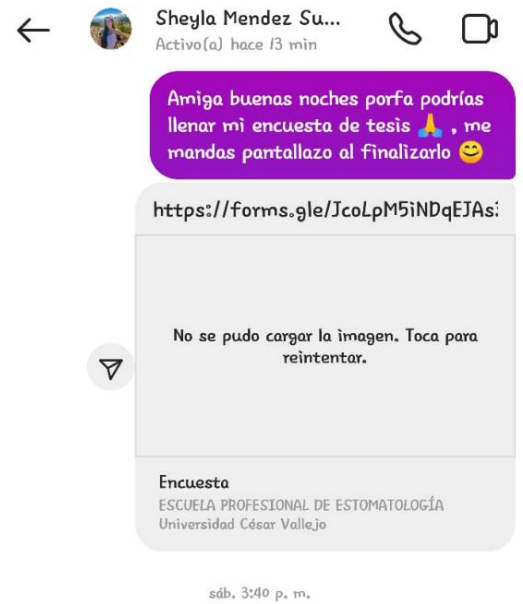 Sheyla Mendez Su...
Activo(a) hace 13 min
Amiga buenas noches porfa podrías
llenar mi encuesta de tesis 🙏 , me
mandas pantallazo al finalizarlo 😊
https://forms.gle/JcoLpM5iNDqEJAs
No se pudo cargar la imagen. Toca para
reintentar.
Encuesta
ESCUELA PROFESIONAL DE ESTOMATOLOGÍA
Universidad César Vallejo
sáb. 3:40 p. m.